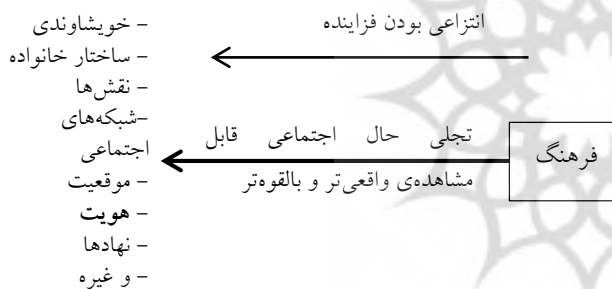 فرهنگ
انتزاعی بودن فزاینده
تجلی حال اجتماعی قابل
مشاهده‌ی واقعی‌تر و بالقوه‌تر
– خویشاوندی
– ساختار خانواده
– نقش‌ها
–شبکه‌های
اجتماعی
– موقعیت
– هویت
– نهادها
– و غیره